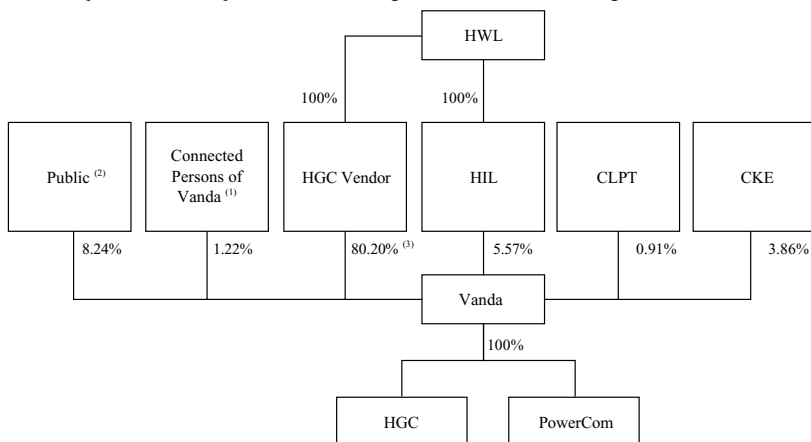 HWL
100%
100%
Public (2)
Connected
Persons of
Vanda (1)
HGC Vendor
HIL
CLPT
CKE
8.24%
1.22%
80.20% (3)
5.57%
0.91%
3.86%
Vanda
100%
HGC
PowerCom